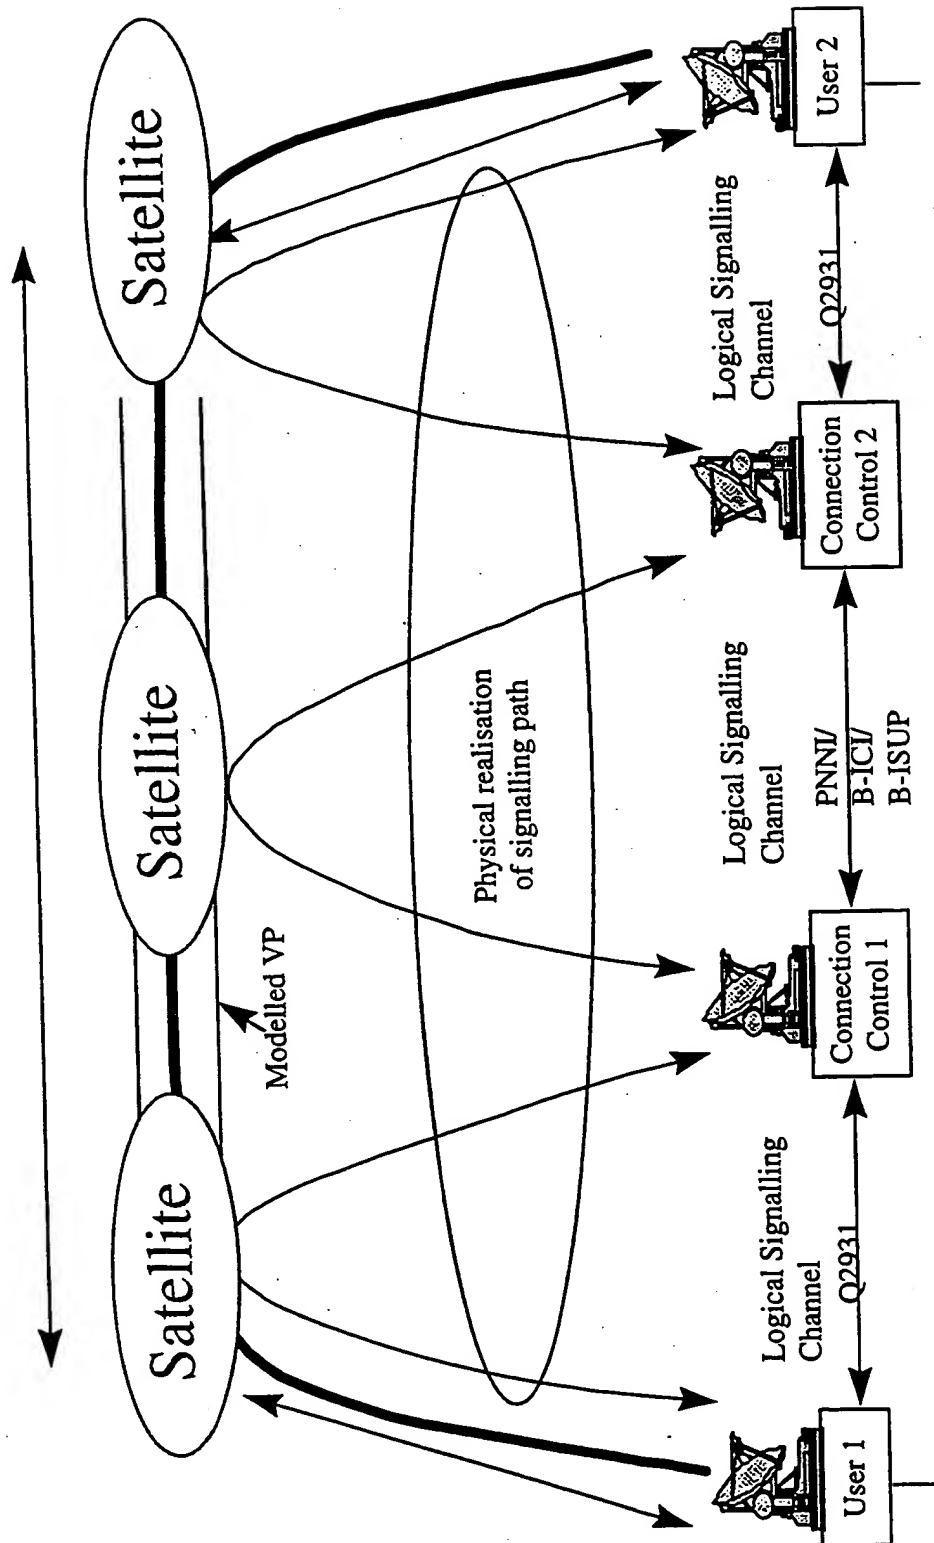 Satellite
Satellite
Satellite
Modelled VP
Physical realisation
of signalling path
Logical Signalling
Channel
Logical Signalling
Channel
Logical Signalling
Channel
Q2931
PNNI/
B-ICI/
B-ISUP
Q2931
User 1
Connection
Control 1
Connection
Control 2
User 2